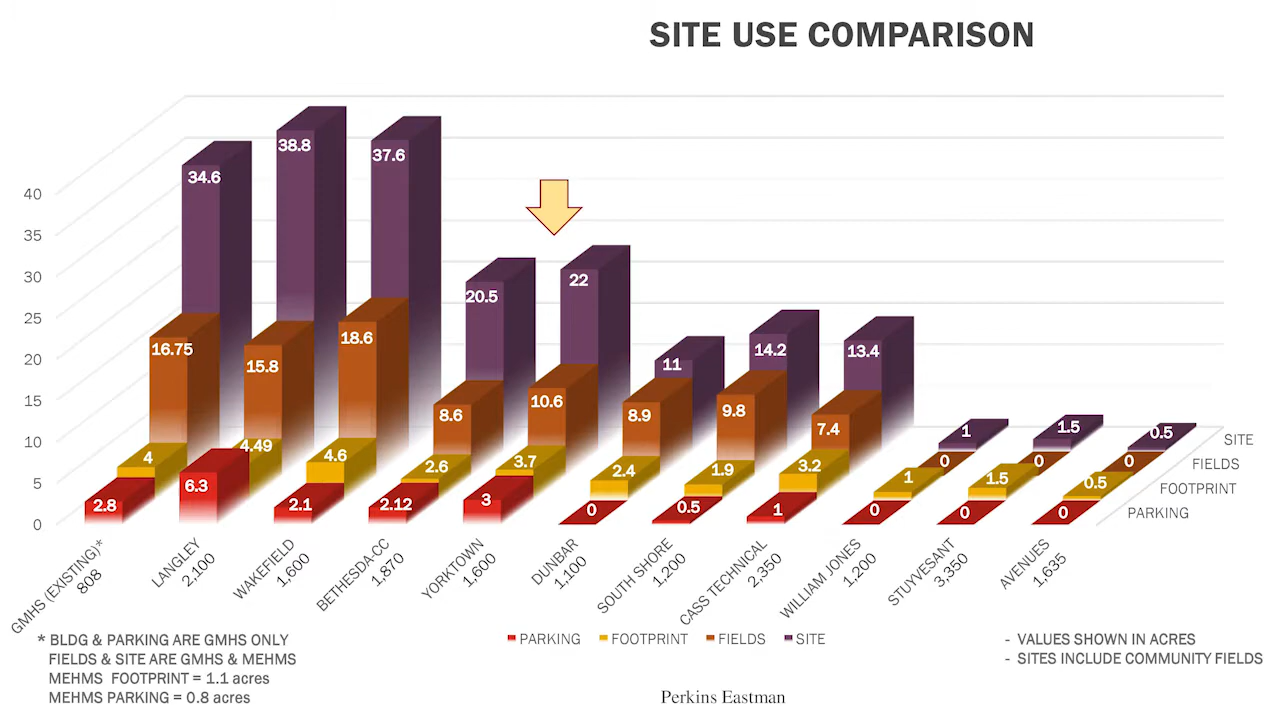 SITE USE COMPARISON
40
35
30
25
20
15
10
5
0
34.6
38.8
37.6
20.5
22
11
14.2
13.4
1
1.5
0.5
16.75
15.8
18.6
8.6
10.6
8.9
9.8
7.4
0
0
0
4
4.49
4.6
2.6
3.7
2.4
1.9
3.2
1
1.5
0.5
2.8
6.3
2.1
2.12
3
0
0.5
1
0
0
0
SITE
FIELDS
FOOTPRINT
PARKING
GMHS (EXISTING)*
808
LANGLEY
2,100
WAKEFIELD
1,600
BETHESDA-CC
1,870
YORKTOWN
1,600
DUNBAR
1,100
SOUTH SHORE
1,200
CASS TECHNICAL
2,350
WILLIAM JONES
1,200
STUYVESANT
3,350
AVENUES
1,635
PARKING FOOTPRINT FIELDS SITE
* BLDG & PARKING ARE GMHS ONLY
FIELDS & SITE ARE GMHS & MEHMS
MEHMS FOOTPRINT = 1.1 acres
MEHMS PARKING = 0.8 acres
- VALUES SHOWN IN ACRES
- SITES INCLUDE COMMUNITY FIELDS
Perkins Eastman